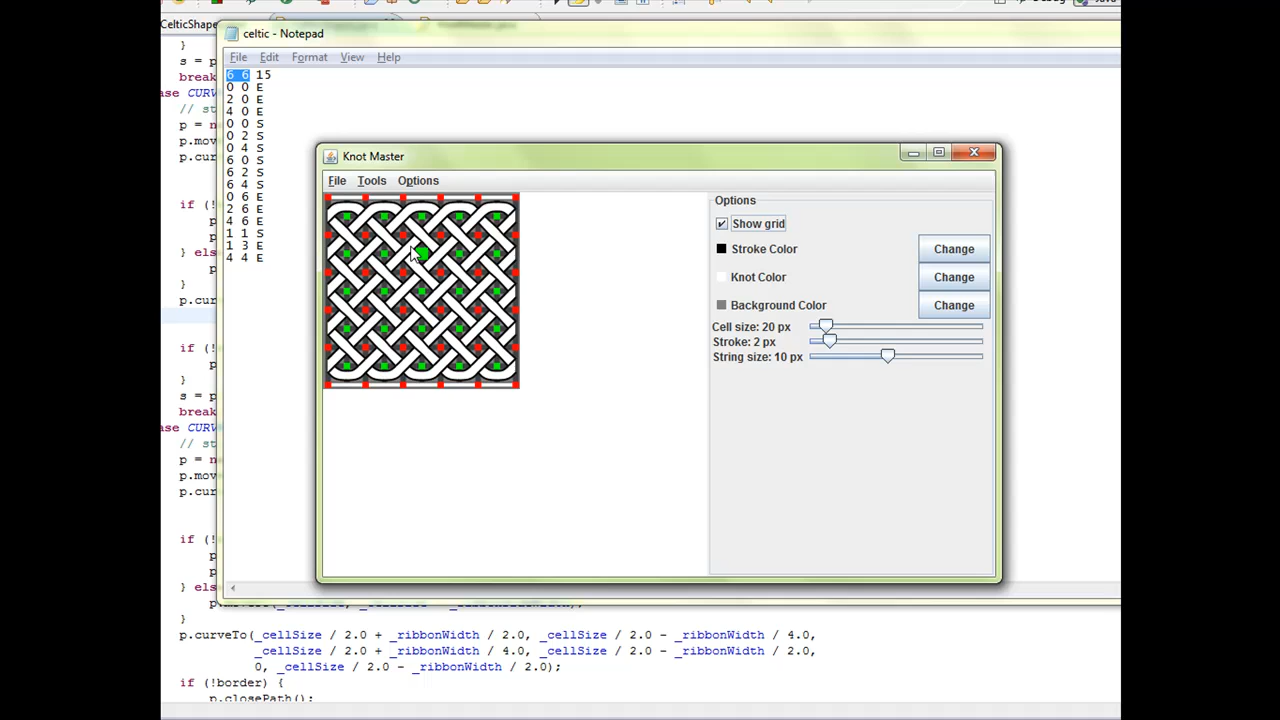 CelticShape
celtic - Notepad
File Edit Format View Help
}
s = p
break
ase CURV
// st
p = n
p.mov
p.cur
if (!
p
} els
p
}
p.cur
if (!
p
}
s = p
break
ase CURV
// st
p = n
p.mov
p.cur
if (!
p
p
} els
}
p.curveTo(_cellSize / 2.0 + _ribbonWidth / 2.0, _cellSize / 2.0 - _ribbonWidth / 4.0,
_cellSize / 2.0 + _ribbonWidth / 4.0, _cellSize / 2.0 - _ribbonWidth / 2.0,
0, _cellSize / 2.0 - _ribbonWidth / 2.0);
if (!border) {
p.closePath();
6 6 15
0 0 E
2 0 E
4 0 E
0 0 S
0 2 S
0 4 S
6 0 S
6 2 S
6 4 S
0 6 E
2 6 E
4 6 E
1 1 S
1 3 E
4 4 E
Knot Master
File Tools Options
Options
Show grid
Stroke Color Change
Knot Color Change
Background Color Change
Cell size: 20 px
Stroke: 2 px
String size: 10 px